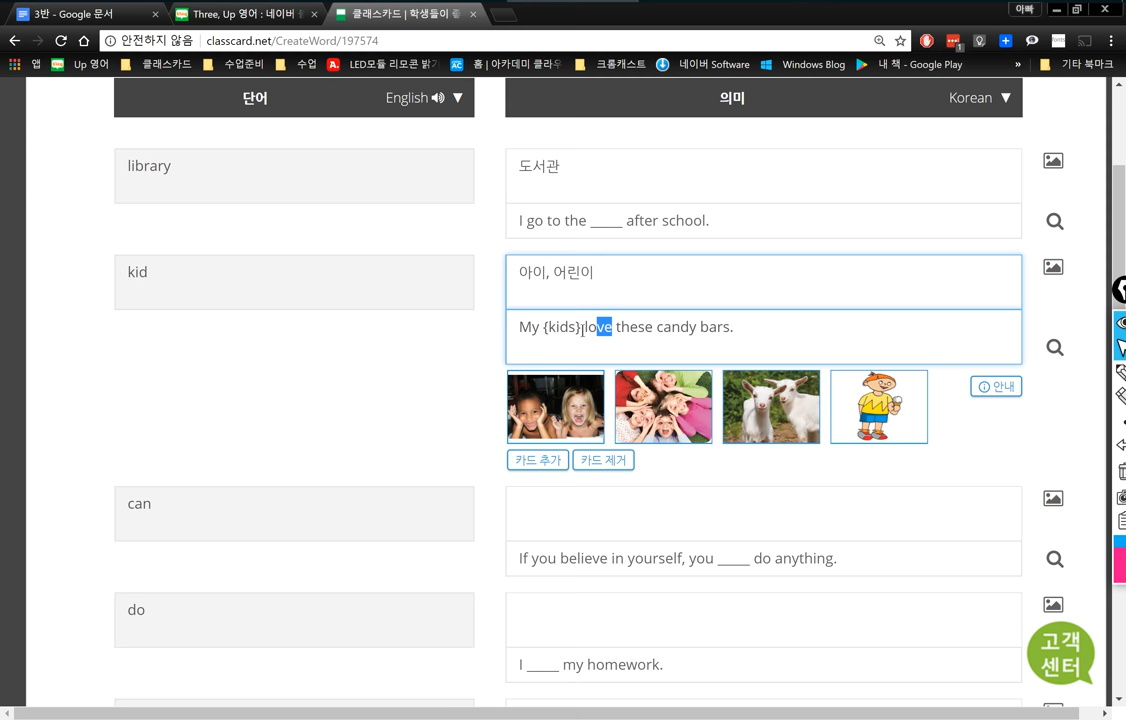 3반 - Google 문서
Three, Up 영어 : 네이버
클래스카드 | 학생들이 좋
아빠
안전하지 않음
classcard.net/CreateWord/197574
앱
Up 영어
클래스카드
수업준비
수업
LED모듈 리모콘 밝기
홈 | 아카데미 클라우
크롬캐스트
네이버 Software
Windows Blog
내 책 - Google Play
»
기타 북마크
단어
English
의미
Korean
library
도서관
I go to the _____ after school.
kid
아이, 어린이
My {kids} love these candy bars.
안내
카드 추가
카드 제거
can
If you believe in yourself, you _____ do anything.
do
I _____ my homework.
고객
센터